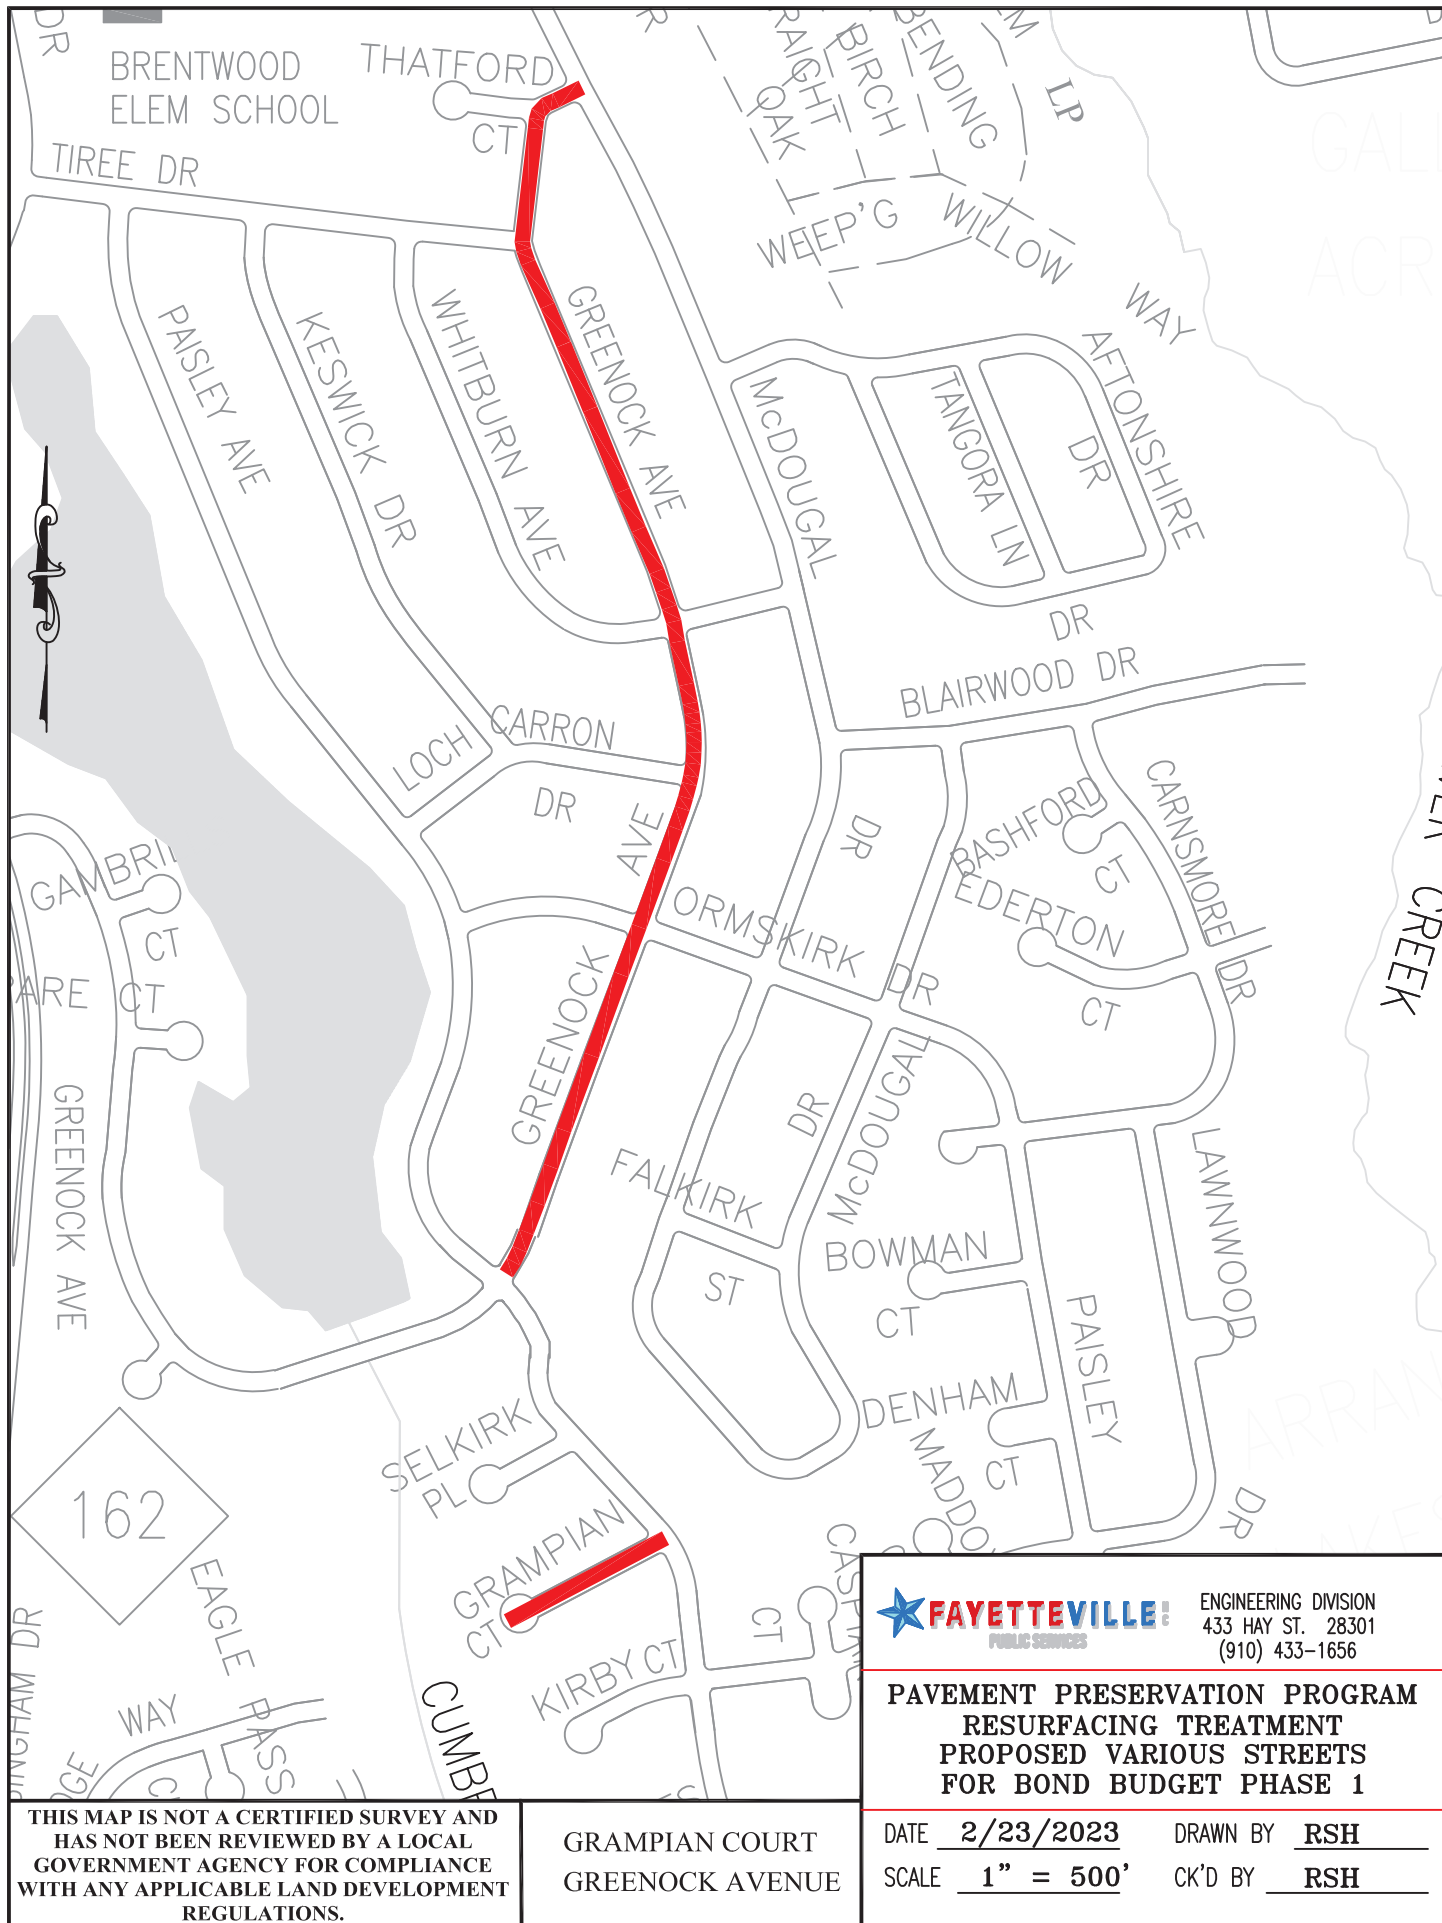 BRENTWOOD
ELEM SCHOOL
THATFORD
CT
TIREE DR
DR
OAK
BIRCH
BENDING
LP
WEEP'G WILLOW WAY
PAISLEY AVE
KESWICK DR
WHITBURN AVE
GREENOCK AVE
McDOUGAL
DR
TANGORA LN
AFTONSHIRE
DR
DR
BLAIRWOOD DR
LOCH CARRON
DR
AVE
GREENOCK
ORMSKIRK
DR
BASHFORD
CT
EDERTON
CT
CARNSMORE DR
CREEK
CT
CT
GREENOCK AVE
FALKIRK
ST
DR
McDOUGAL
BOWMAN
CT
LAWNWOOD
DR
PAISLEY
DENHAM
CT
SELKIRK
PL
GRAMPIAN
CT
KIRBY CT
CT
162
EAGLE PASS
WAY
DR
FAYETTEVILLE
PUBLIC SERVICES
ENGINEERING DIVISION
433 HAY ST. 28301
(910) 433-1656
PAVEMENT PRESERVATION PROGRAM
RESURFACING TREATMENT
PROPOSED VARIOUS STREETS
FOR BOND BUDGET PHASE 1
DATE 2/23/2023 DRAWN BY RSH
SCALE 1" = 500' CK'D BY RSH
THIS MAP IS NOT A CERTIFIED SURVEY AND
HAS NOT BEEN REVIEWED BY A LOCAL
GOVERNMENT AGENCY FOR COMPLIANCE
WITH ANY APPLICABLE LAND DEVELOPMENT
REGULATIONS.
GRAMPIAN COURT
GREENOCK AVENUE